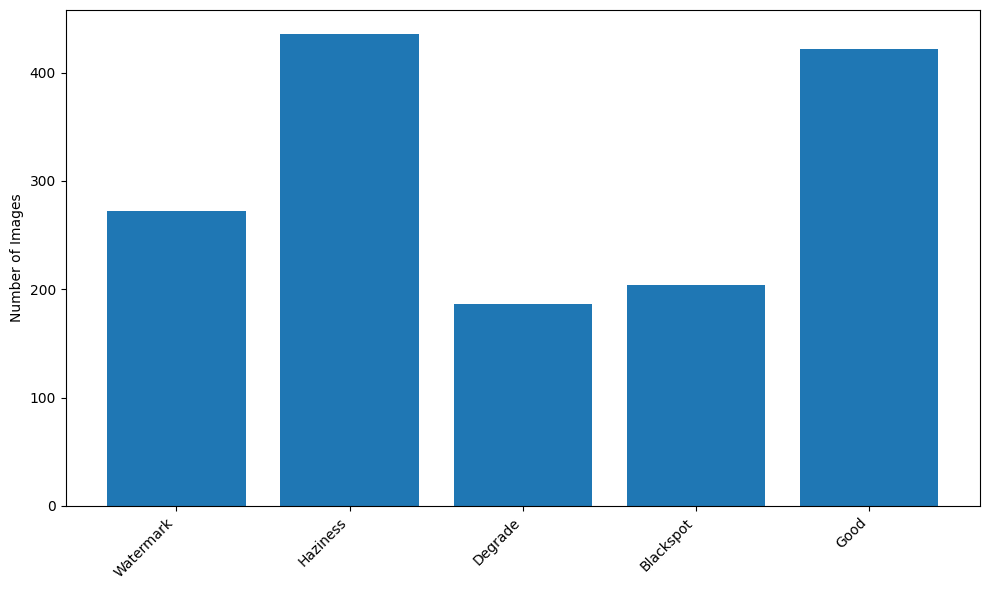 Number of Images
400
300
200
100
0
Watermark
Haziness
Degrade
Blackspot
Good